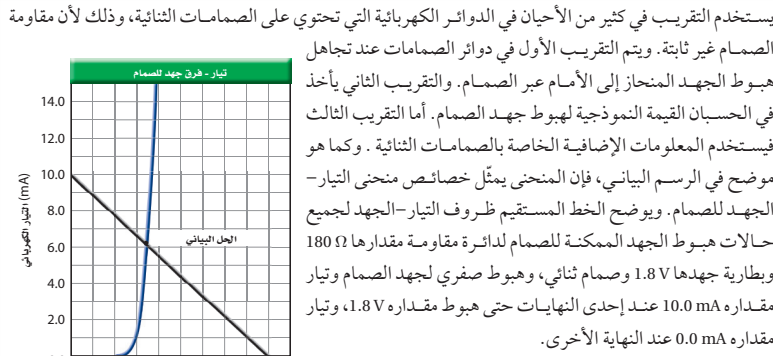 يستخدم التقريب في كثير من الأحيان في الدوائر الكهربائية التي تحتوي على الصمامات الثنائية، وذلك لأن مقاومة
الصمام غير ثابتة. ويتم التقريب الأول في دوائر الصمامات عند تجاهل
هبوط الجهد المنحاز إلى الأمام عبر الصمام. والتقريب الثاني يأخذ
في الحسبان القيمة النموذجية لهبوط جهد الصمام. أما التقريب الثالث
فيستخدم المعلومات الإضافية الخاصة بالصمامات الثنائية . وكما هو
موضح في الرسم البياني، فإن المنحنى يمثّل خصائص منحنى التيار–
الجهد للصمام. ويوضح الخط المستقيم ظروف التيار–الجهد لجميع
حالات هبوط الجهد الممكنة للصمام لدائرة مقاومة مقدارها 180 Ω
وبطارية جهدها 1.8 V وصمام ثنائي، وهبوط صفري لجهد الصمام وتيار
مقداره 10.0 mA عند إحدى النهايات حتى هبوط مقداره 1.8 V، وتيار
مقداره 0.0 mA عند النهاية الأخرى.
تيار - فرق جهد للصمام
14.0
12.0
10.0
8.0
6.0
4.0
2.0
التيار الكهربائي (mA)
الحل البياني